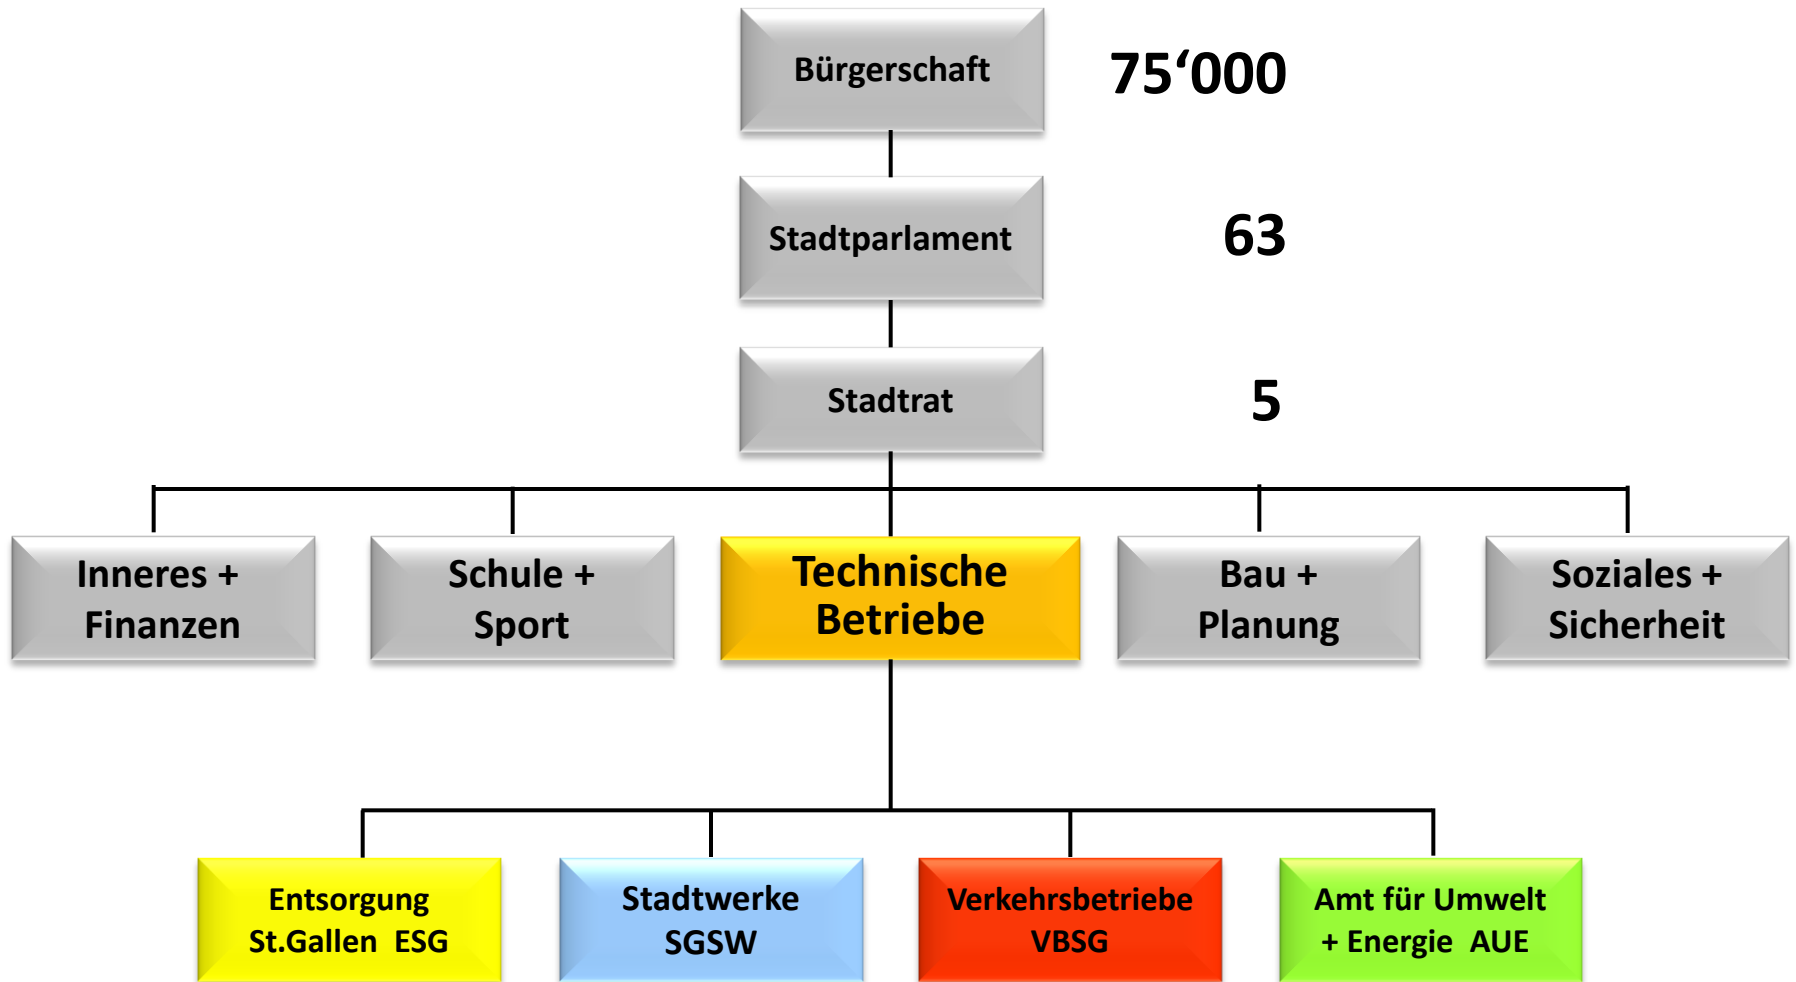 Bürgerschaft
75‘000
Stadtparlament
63
Stadtrat
5
Inneres +
Finanzen
Schule +
Sport
Technische
Betriebe
Bau +
Planung
Soziales +
Sicherheit
Entsorgung
St.Gallen ESG
Stadtwerke
SGSW
Verkehrsbetriebe
VBSG
Amt für Umwelt
+ Energie AUE